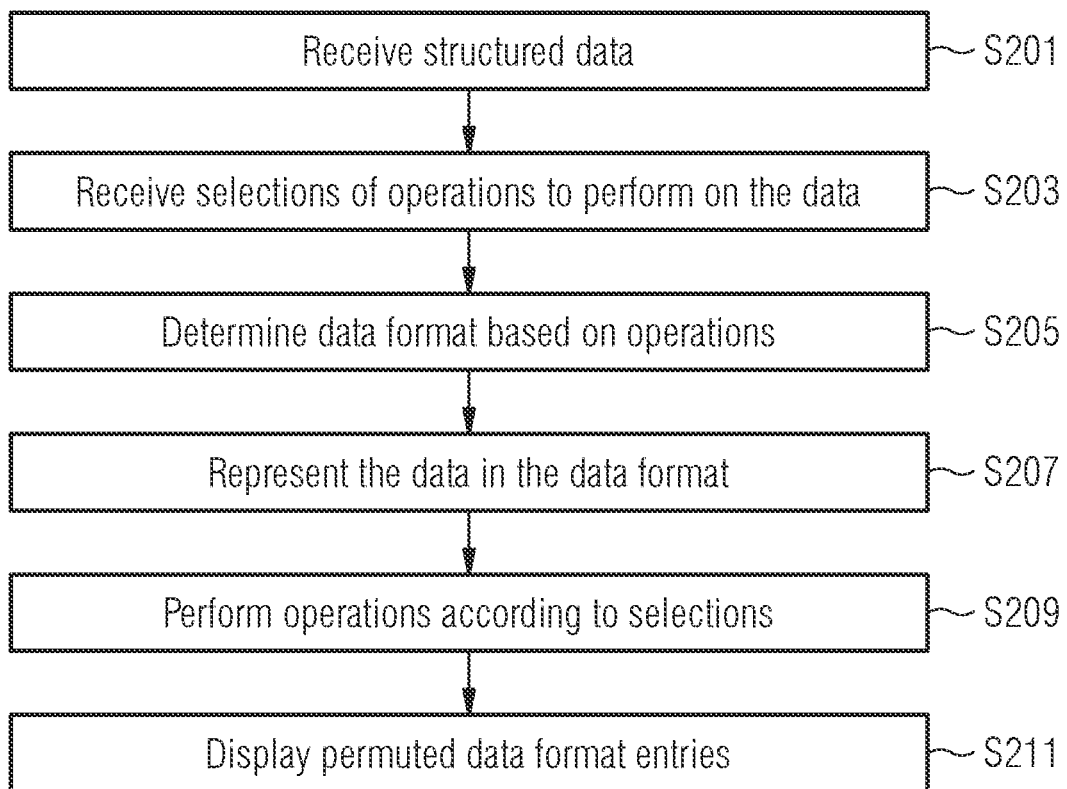 Receive structured data S201
Receive selections of operations to perform on the data S203
Determine data format based on operations S205
Represent the data in the data format S207
Perform operations according to selections S209
Display permuted data format entries S211